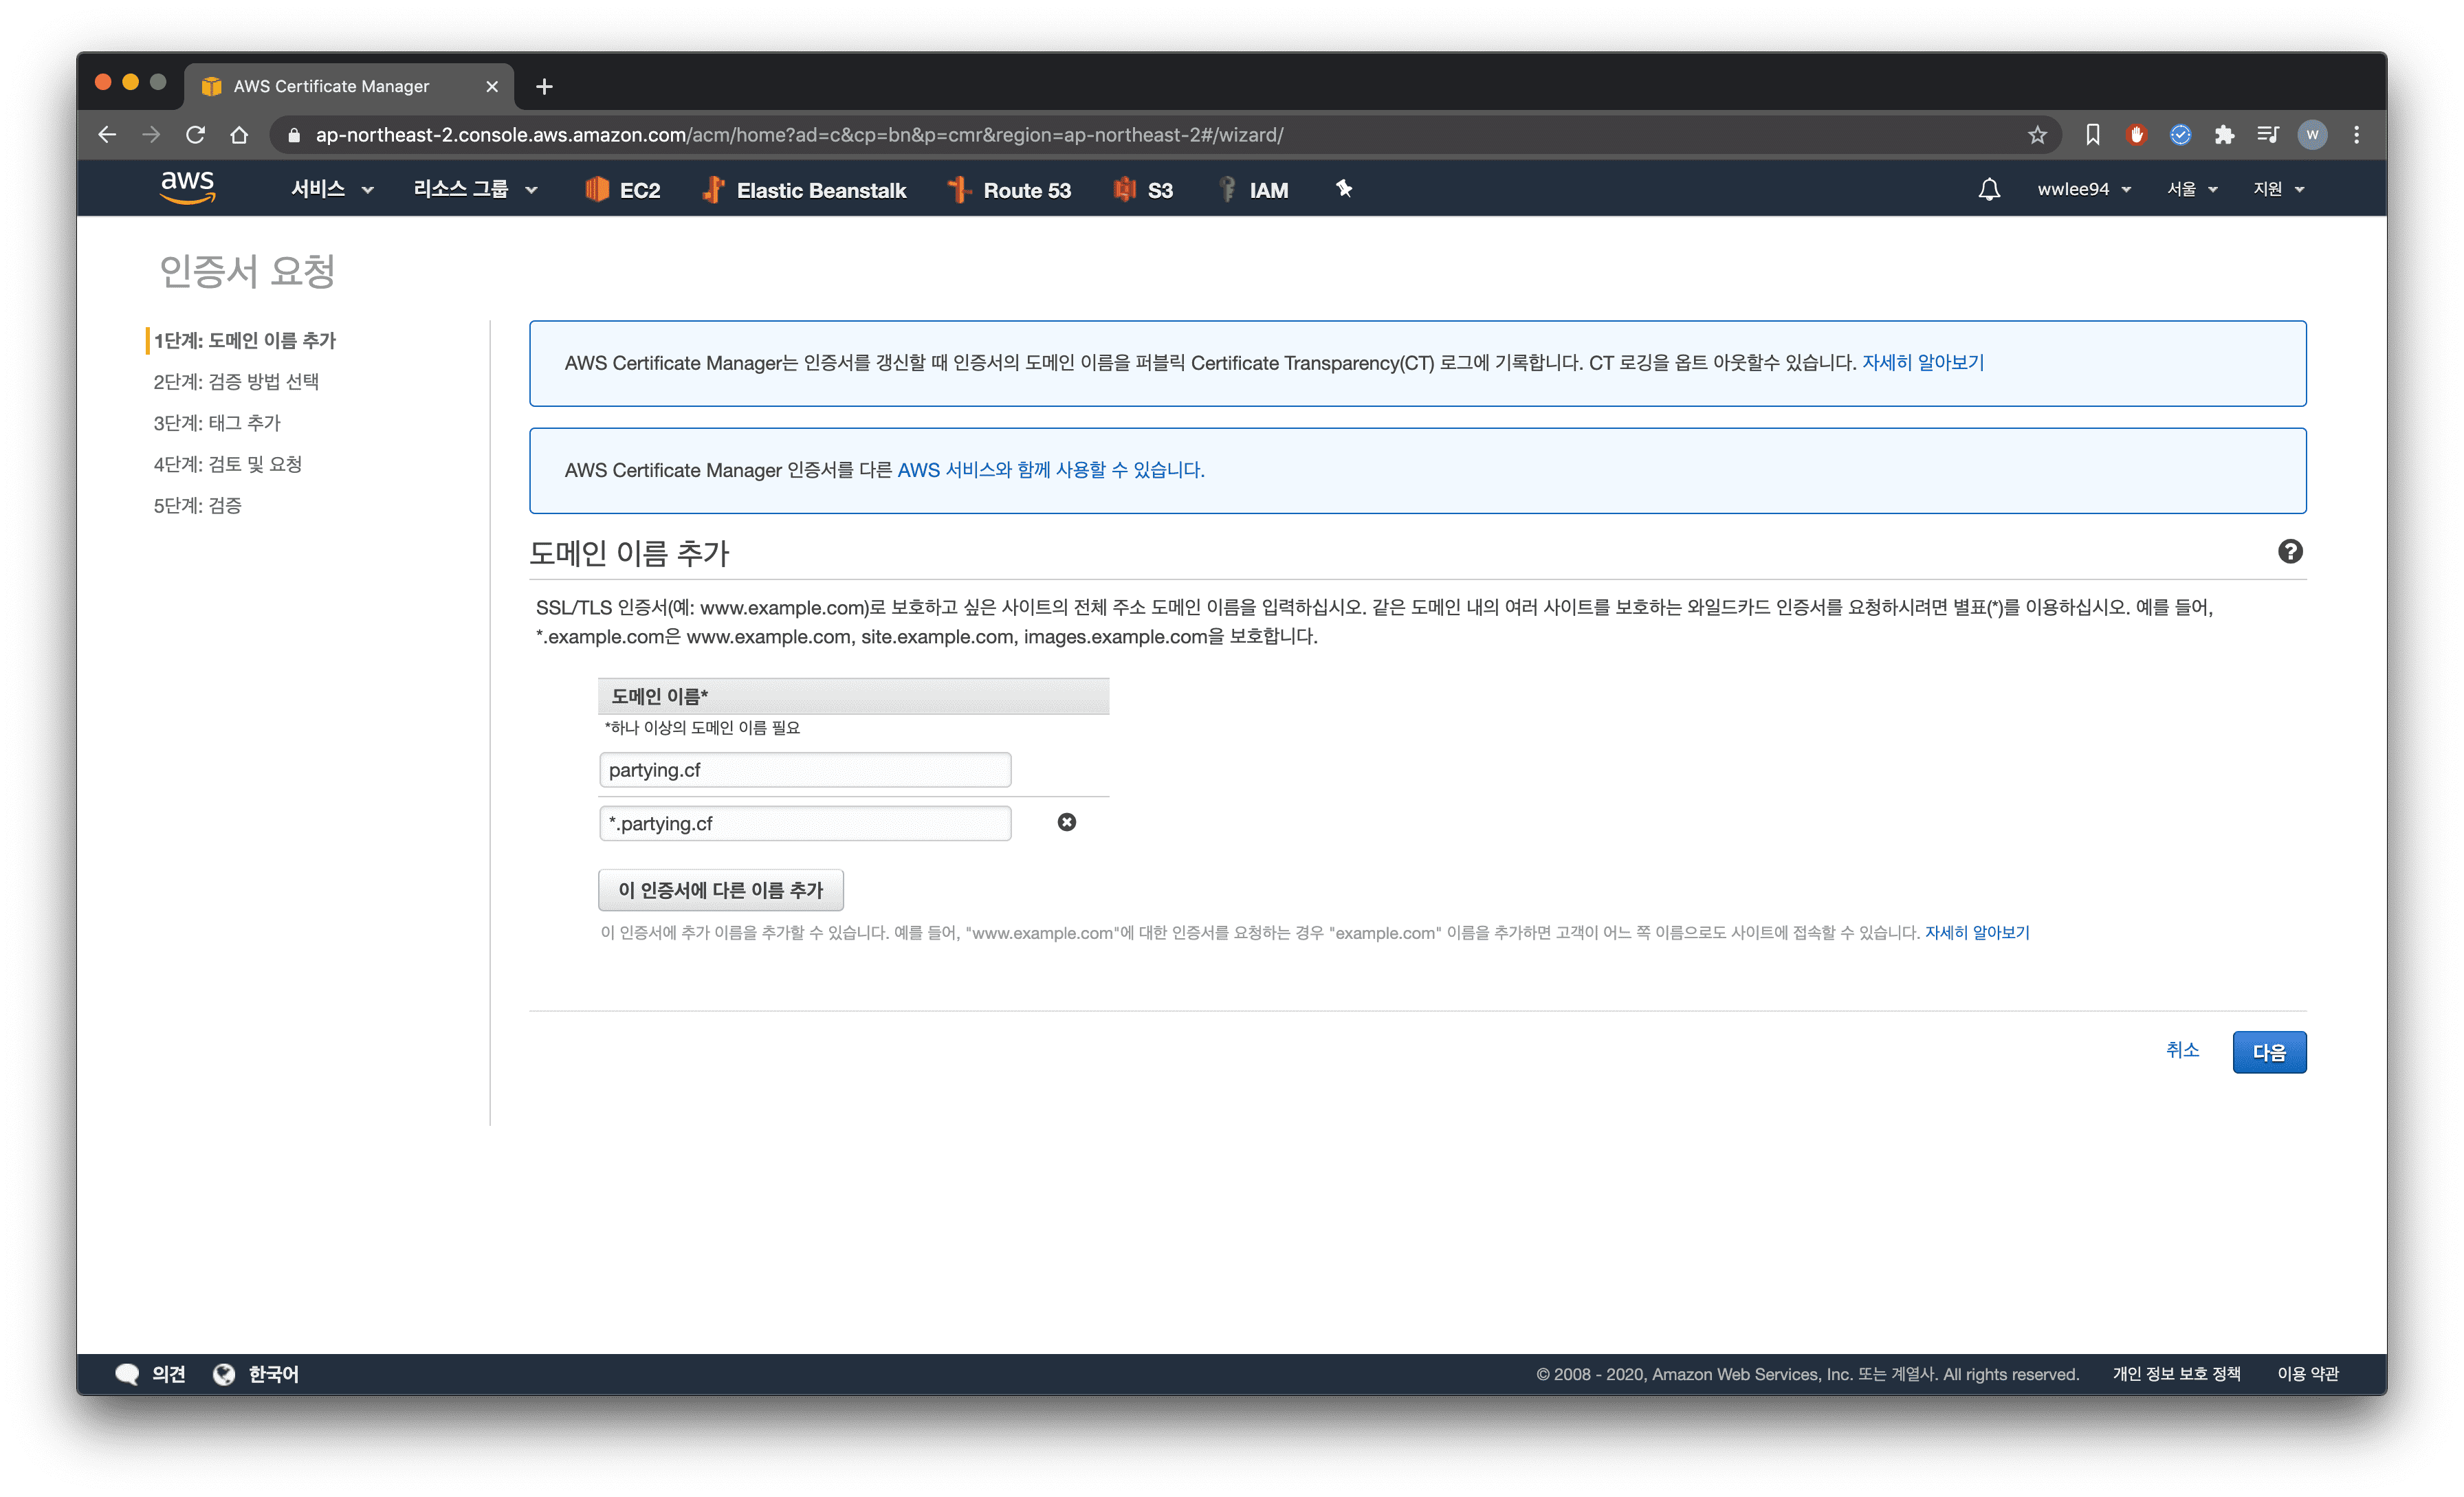 AWS Certificate Manager
ap-northeast-2.console.aws.amazon.com/acm/home?ad=c&cp=bn&p=cmr&region=ap-northeast-2#/wizard/
W
aws 서비스 리소스 그룹 EC2 Elastic Beanstalk Route 53 S3 IAM wwlee94 서울 지원
인증서 요청
1단계: 도메인 이름 추가
2단계: 검증 방법 선택
3단계: 태그 추가
4단계: 검토 및 요청
5단계: 검증
AWS Certificate Manager는 인증서를 갱신할 때 인증서의 도메인 이름을 퍼블릭 Certificate Transparency(CT) 로그에 기록합니다. CT 로깅을 옵트 아웃할수 있습니다. 자세히 알아보기
AWS Certificate Manager 인증서를 다른 AWS 서비스와 함께 사용할 수 있습니다.
도메인 이름 추가
SSL/TLS 인증서(예: www.example.com)로 보호하고 싶은 사이트의 전체 주소 도메인 이름을 입력하십시오. 같은 도메인 내의 여러 사이트를 보호하는 와일드카드 인증서를 요청하시려면 별표(*)를 이용하십시오. 예를 들어,
*.example.com은 www.example.com, site.example.com, images.example.com을 보호합니다.
도메인 이름*
*하나 이상의 도메인 이름 필요
partying.cf
*.partying.cf
이 인증서에 다른 이름 추가
이 인증서에 추가 이름을 추가할 수 있습니다. 예를 들어, "www.example.com"에 대한 인증서를 요청하는 경우 "example.com" 이름을 추가하면 고객이 어느 쪽 이름으로도 사이트에 접속할 수 있습니다. 자세히 알아보기
취소 다음
의견 한국어 © 2008 - 2020, Amazon Web Services, Inc. 또는 계열사. All rights reserved. 개인 정보 보호 정책 이용 약관